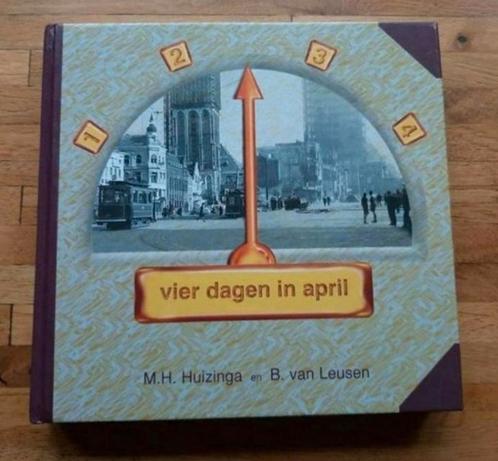 1
2
3
4
vier dagen in april
M.H. Huizinga en B. van Leusen